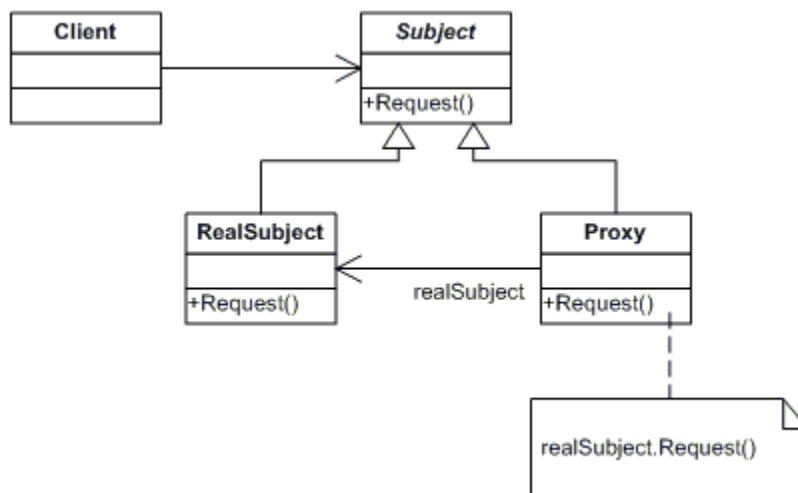 Client
Subject
+Request()
RealSubject
+Request()
Proxy
+Request()
realSubject
realSubject.Request()